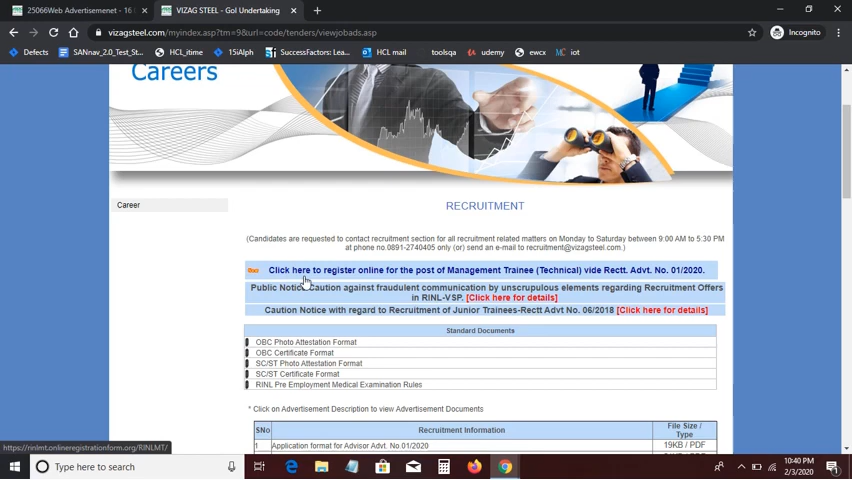 25066Web Advertisemenet - 16 L
VIZAG STEEL - GoI Undertaking
vizagsteel.com/myindex.asp?tm=9&url=code/tenders/viewjobads.asp
Incognito
Defects
SANnav_2.0_Test_St...
HCL_itime
15iAlph
SuccessFactors: Lea...
HCL mail
toolsqa
udemy
ewcx
iot
Careers
Career
RECRUITMENT
(Candidates are requested to contact recruitment section for all recruitment related matters on Monday to Saturday between 9:00 AM to 5:30 PM
at phone no.0891-2740405 only (or) send an e-mail to recruitment@vizagsteel.com.)
Click here to register online for the post of Management Trainee (Technical) vide Rectt. Advt. No. 01/2020.
Public Notice Caution against fraudulent communication by unscrupulous elements regarding Recruitment Offers
in RINL-VSP. [Click here for details]
Caution Notice with regard to Recruitment of Junior Trainees-Rectt Advt No. 06/2018 [Click here for details]
Standard Documents
OBC Photo Attestation Format
OBC Certificate Format
SC/ST Photo Attestation Format
SC/ST Certificate Format
RINL Pre Employment Medical Examination Rules
* Click on Advertisement Description to view Advertisement Documents
SNo Recruitment Information File Size / Type
1 Application format for Advisor Advt. No.01/2020 19KB / PDF
https://rinlmt.onlineregistrationform.org/RINLMT/
Type here to search
10:40 PM
2/3/2020